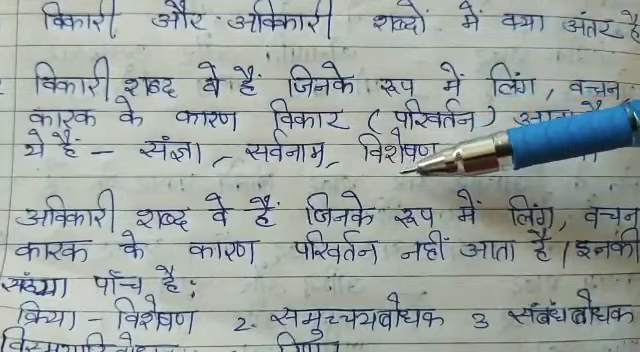 विकारी और अविकारी शब्दों में क्या अंतर है
विकारी शब्द वे हैं जिनके रूप में लिंग, वचन
कारक के कारण विकार (परिवर्तन)
ये हैं - संज्ञा, सर्वनाम, विशेषण
अविकारी शब्द वे हैं जिनके रूप में लिंग, वचन
कारक के कारण परिवर्तन नहीं आता है। इनकी
संख्या पाँच है:
क्रिया - विशेषण 2. समुच्चयबोधक 3 संबंधबोधक